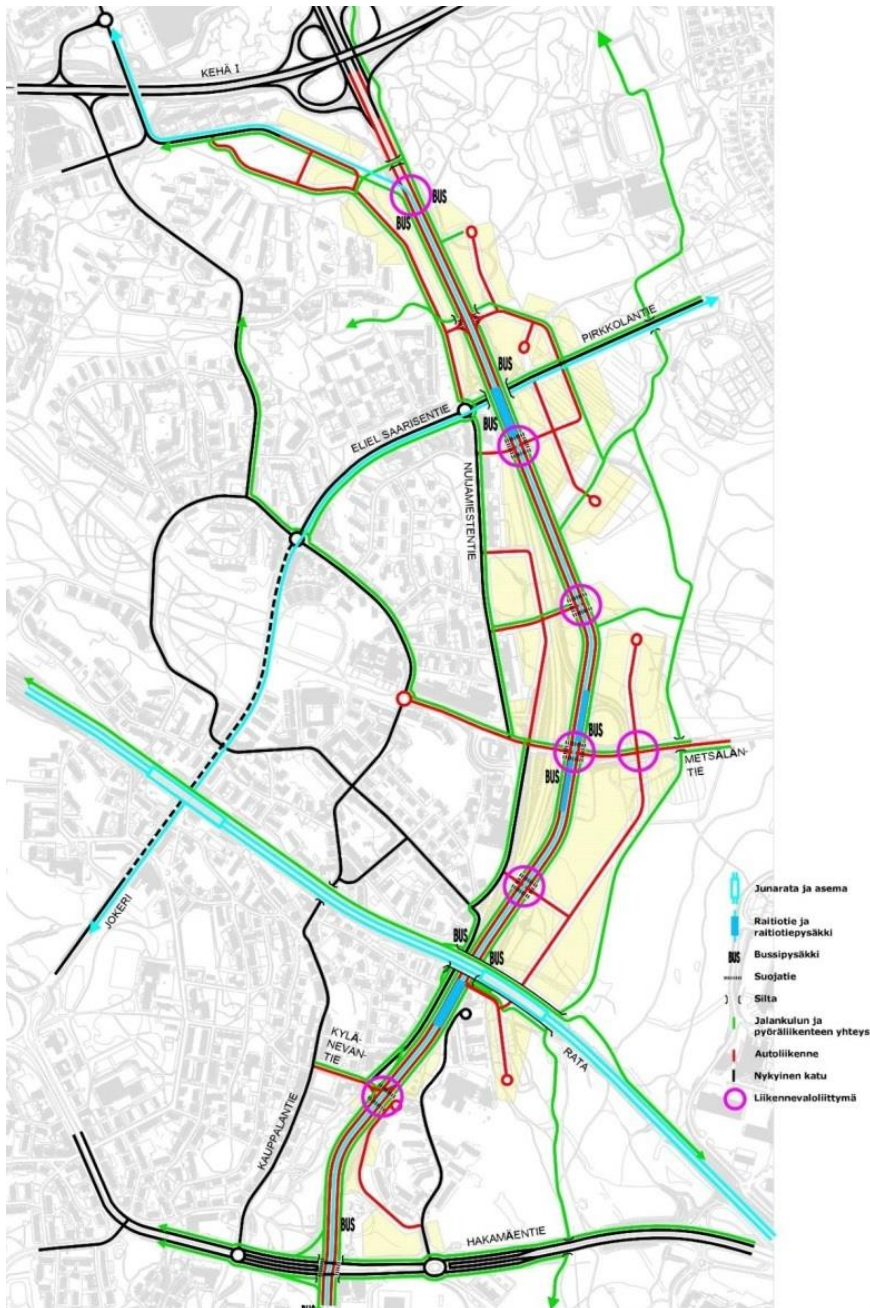 KEHÄ I
BUS
BUS
PIRKKOLANTIE
BUS
ELIEL SAARISENTIE
BUS
NUIJAMIESTENTIE
BUS
BUS
METSÄLÄN-
TIE
JOKERI
BUS
BUS
KYLÄ-
NEVAN-
TIE
RATA
KAUPPALANTIE
BUS
HAKAMÄENTIE
BUS
Junarata ja asema
Raitiotie ja
raitiotiepysäkki
BUS Bussipysäkki
Suojatie
Silta
Jalankulun ja
pyöräliikenteen yhteys
Autoliikenne
Nykyinen katu
Liikennevaloliittymä